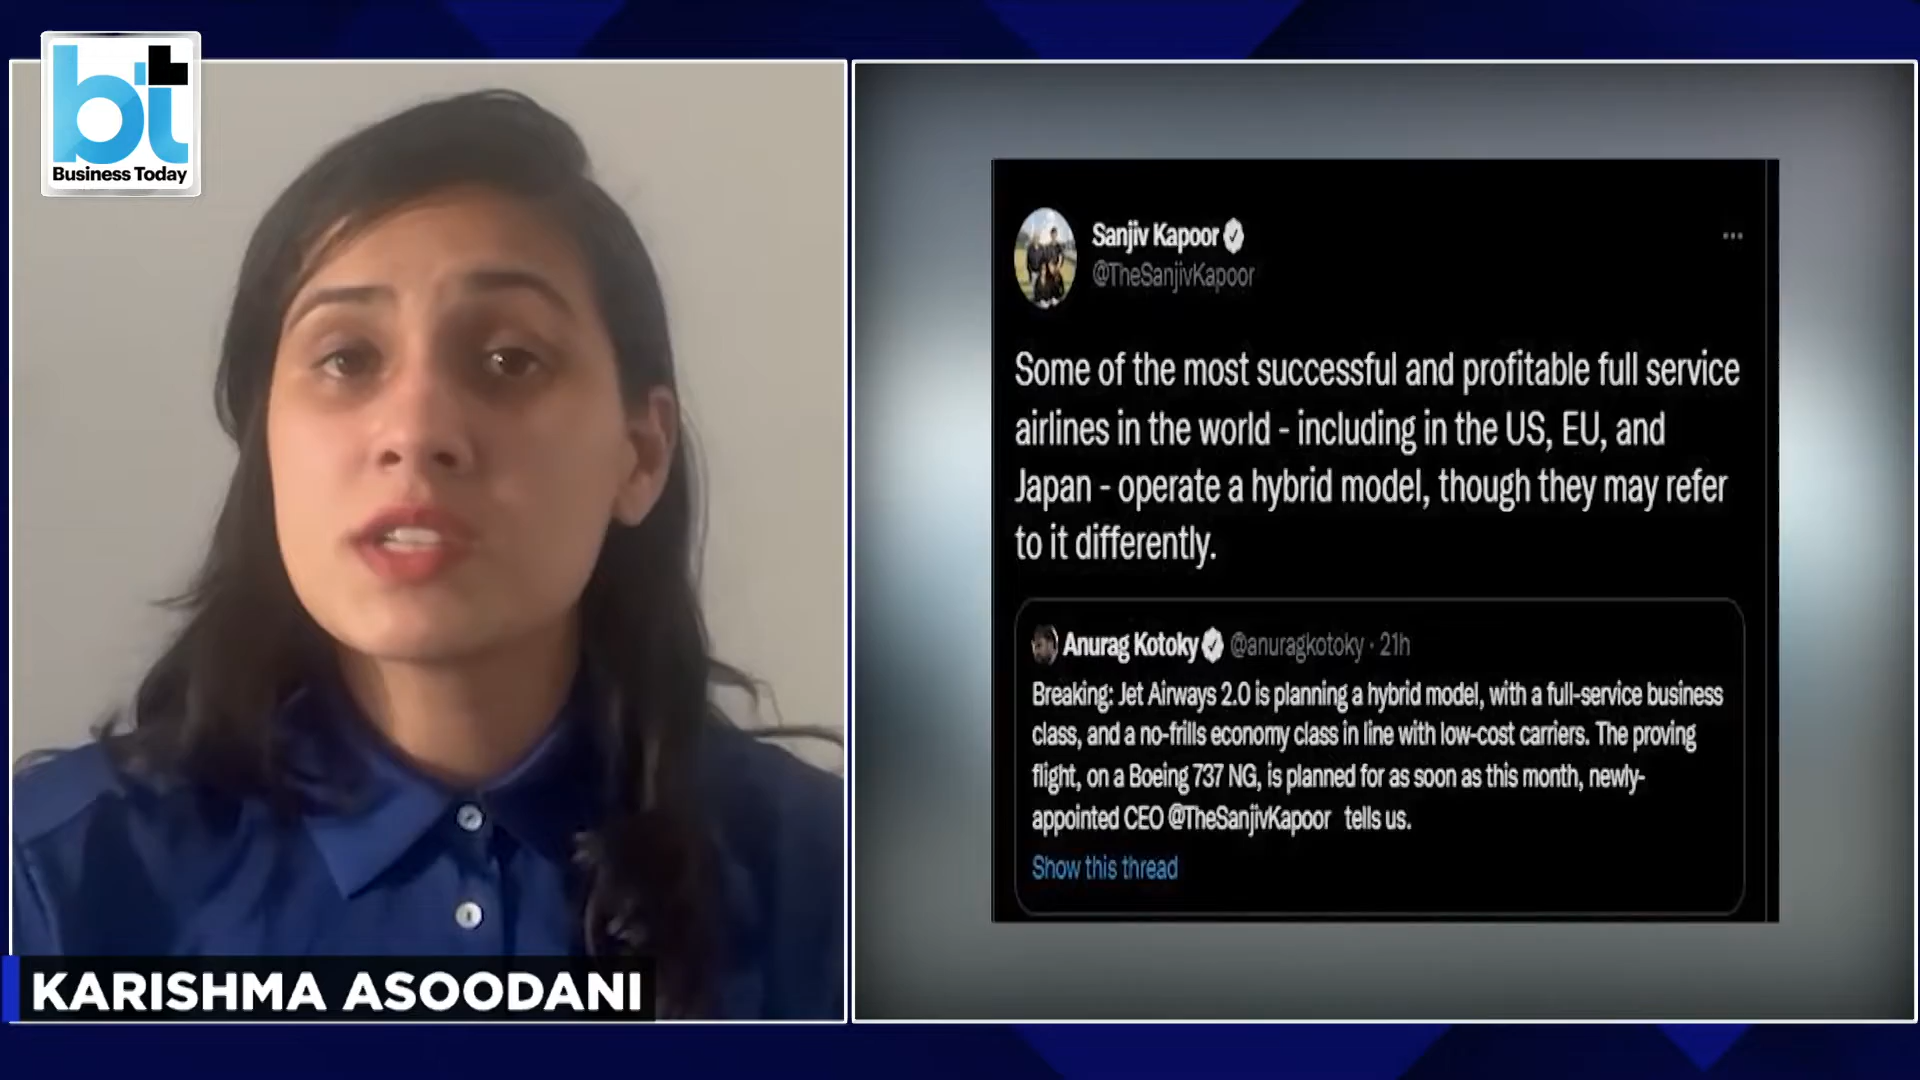 bt
Business Today
Sanjiv Kapoor
@TheSanjivKapoor
Some of the most successful and profitable full service
airlines in the world - including in the US, EU, and
Japan - operate a hybrid model, though they may refer
to it differently.
Anurag Kotoky @anuragkotoky · 21h
Breaking: Jet Airways 2.0 is planning a hybrid model, with a full-service business
class, and a no-frills economy class in line with low-cost carriers. The proving
flight, on a Boeing 737 NG, is planned for as soon as this month, newly-
appointed CEO @TheSanjivKapoor tells us.
Show this thread
KARISHMA ASOODANI